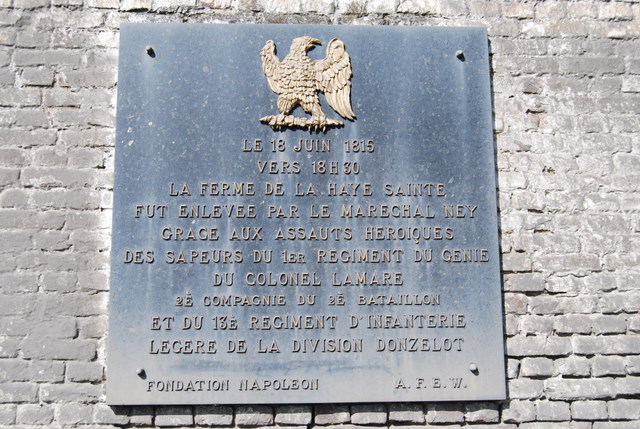 LE 18 JUIN 1815
VERS 18H30
LA FERME DE LA HAYE SAINTE
FUT ENLEVEE PAR LE MARECHAL NEY
GRACE AUX ASSAUTS HEROIQUES
DES SAPEURS DU 1ER REGIMENT DU GENIE
DU COLONEL LAMARE
2È COMPAGNIE DU 2È BATAILLON
ET DU 13È REGIMENT D'INFANTERIE
LEGERE DE LA DIVISION DONZELOT
FONDATION NAPOLEON A.F.E.W.